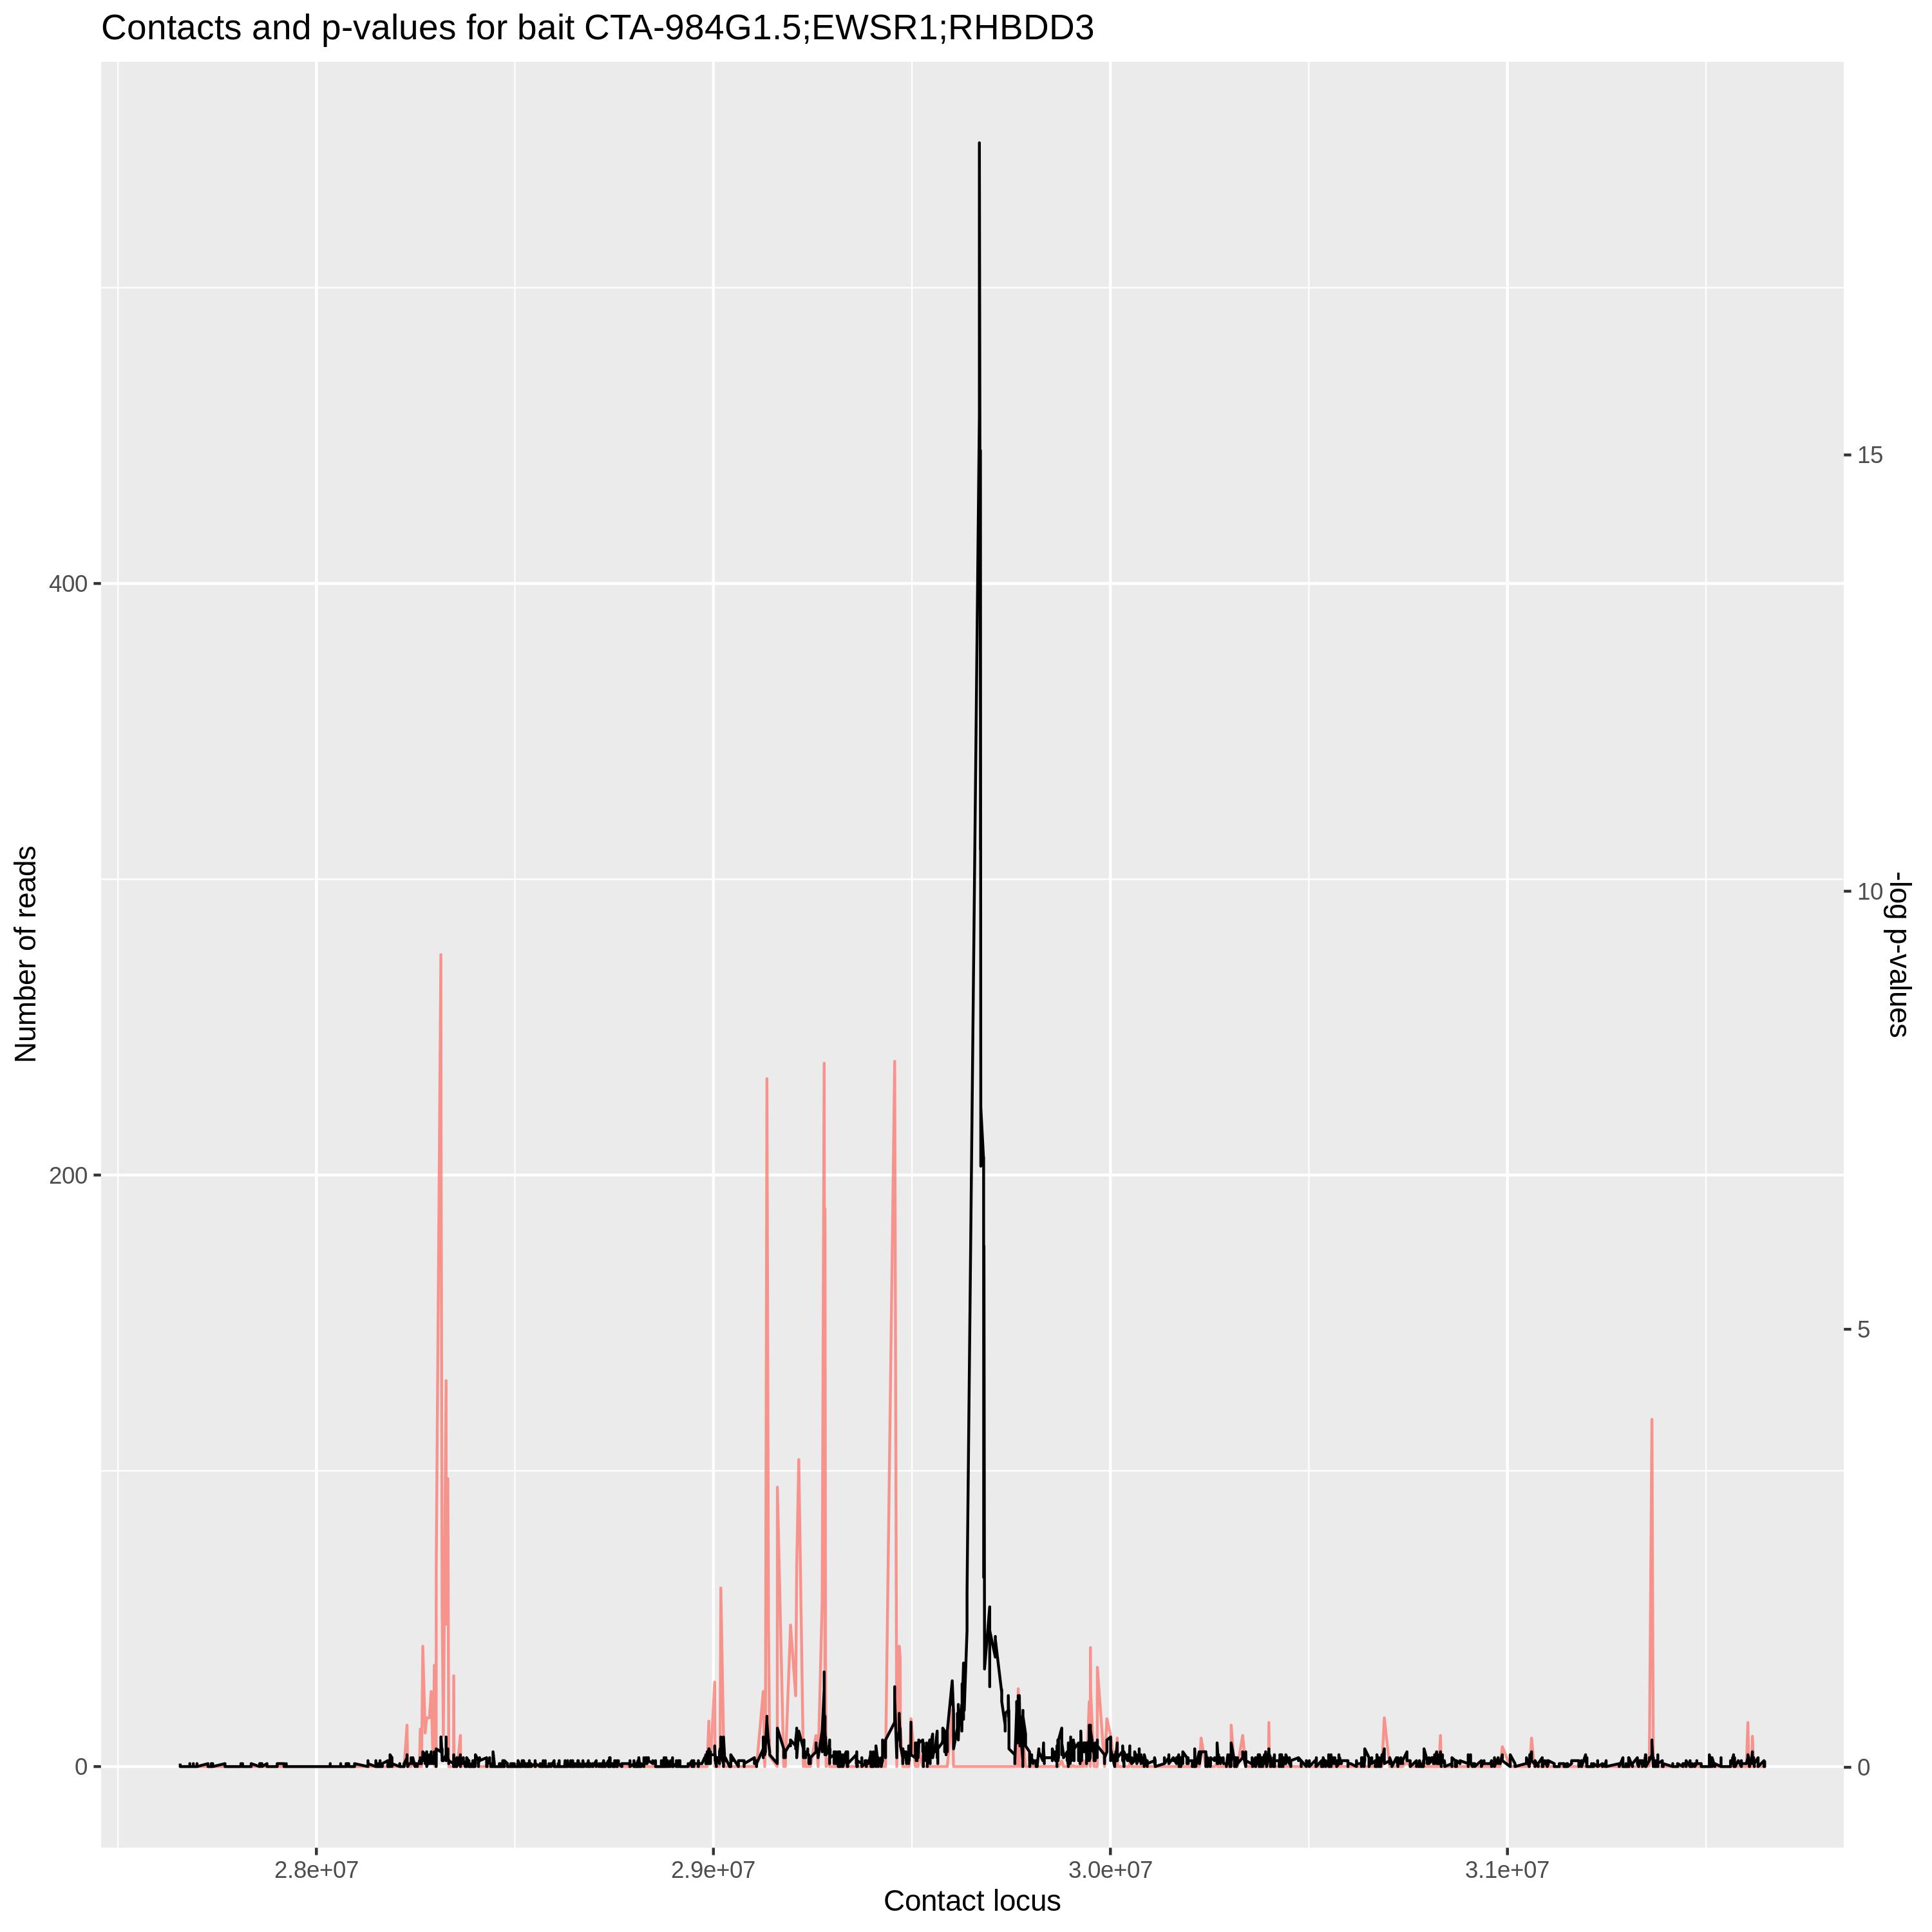 Contacts and p-values for bait CTA-984G1.5;EWSR1;RHBDD3
Number of reads
400
200
0
15
10
5
0
-log p-values
2.8e+07 2.9e+07 3.0e+07 3.1e+07
Contact locus